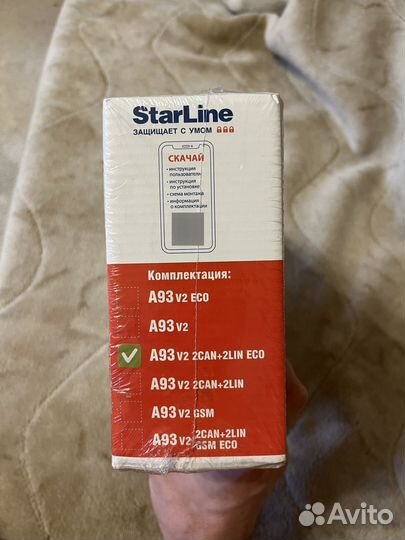 StarLine
ЗАЩИЩАЕТ С УМОМ
СКАЧАЙ
• инструкция
пользователя
• инструкция
по установке
• схема монтажа
• информация
о комплектации
Комплектация:
A93 V2 ECO
A93 V2
A93 V2 2CAN+2LIN ECO
A93 V2 2CAN+2LIN
A93 V2 GSM
A93 V2 2CAN+2LIN
GSM ECO
Avito